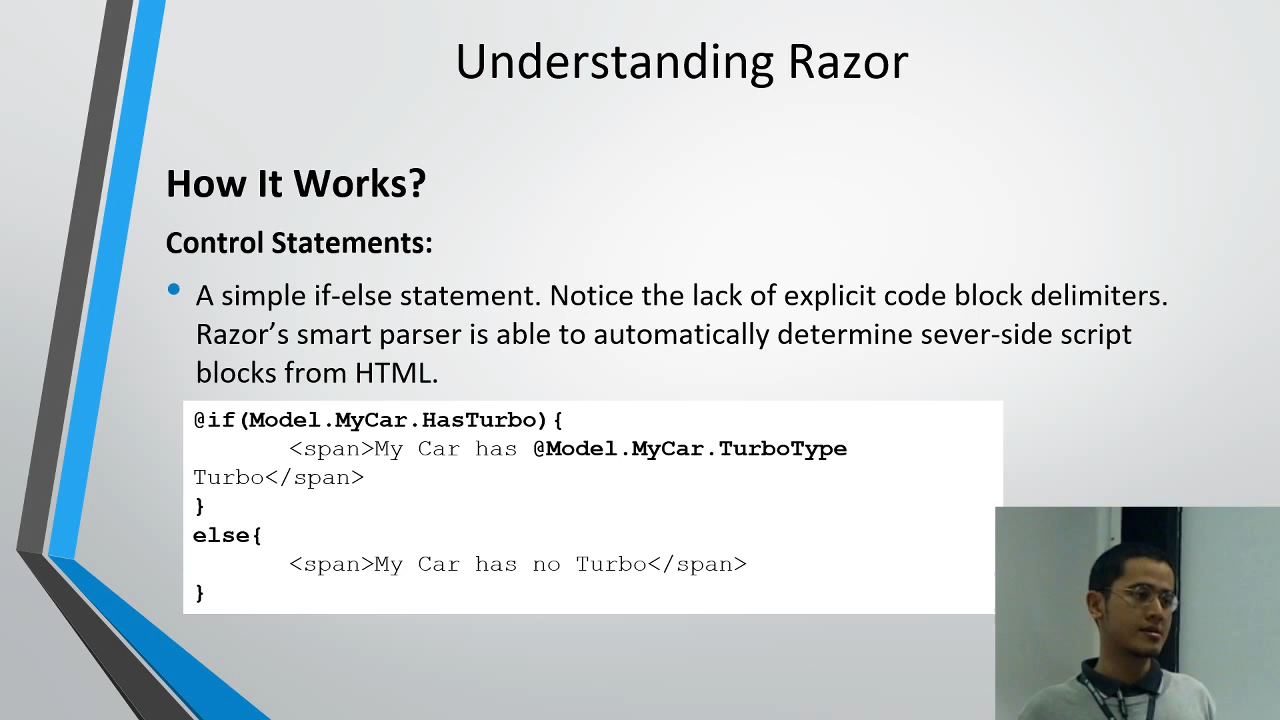 Understanding Razor
How It Works?
Control Statements:
• A simple if-else statement. Notice the lack of explicit code block delimiters.
Razor’s smart parser is able to automatically determine sever-side script
blocks from HTML.
@if(Model.MyCar.HasTurbo){
<span>My Car has @Model.MyCar.TurboType
Turbo</span>
}
else{
<span>My Car has no Turbo</span>
}